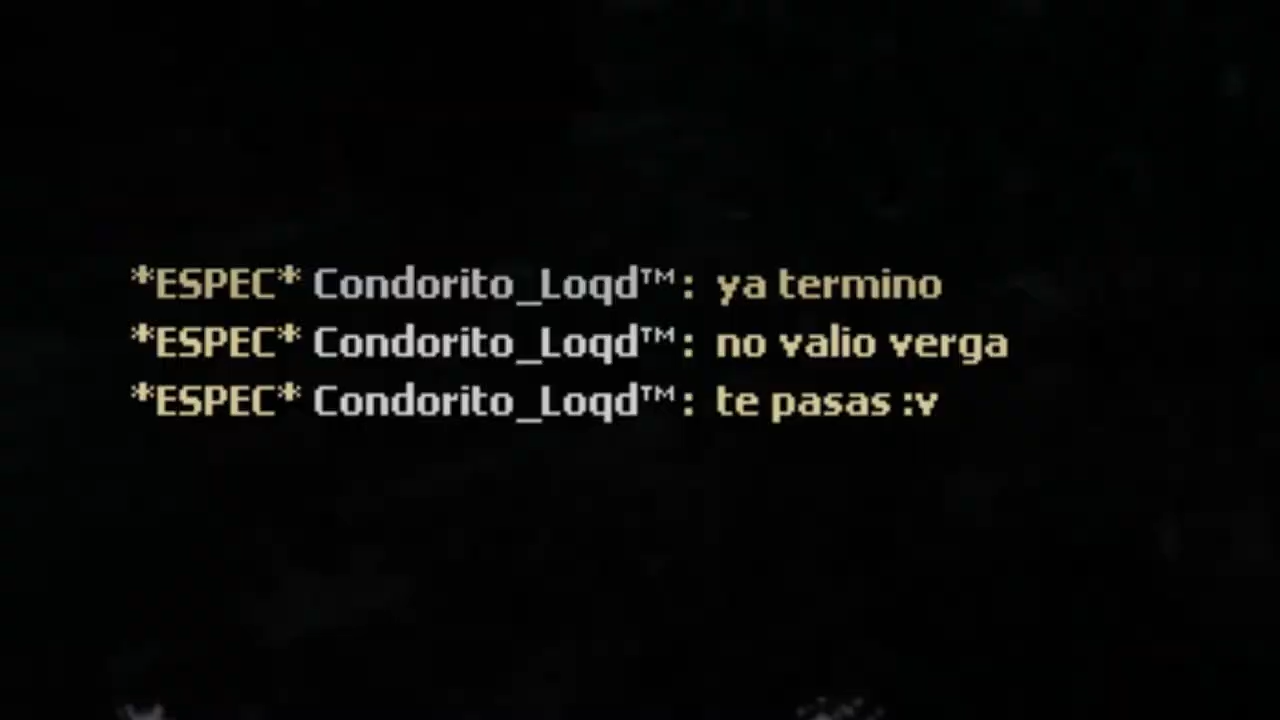 *ESPEC* Condorito_Loqd™: ya termino
*ESPEC* Condorito_Loqd™: no valio verga
*ESPEC* Condorito_Loqd™: te pasas :v